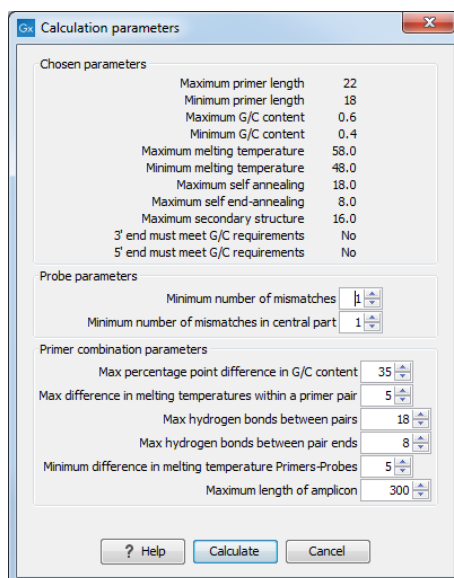 Gx Calculation parameters
Chosen parameters
Maximum primer length 22
Minimum primer length 18
Maximum G/C content 0.6
Minimum G/C content 0.4
Maximum melting temperature 58.0
Minimum melting temperature 48.0
Maximum self annealing 18.0
Maximum self end-annealing 8.0
Maximum secondary structure 16.0
3' end must meet G/C requirements No
5' end must meet G/C requirements No
Probe parameters
Minimum number of mismatches 1
Minimum number of mismatches in central part 1
Primer combination parameters
Max percentage point difference in G/C content 35
Max difference in melting temperatures within a primer pair 5
Max hydrogen bonds between pairs 18
Max hydrogen bonds between pair ends 8
Minimum difference in melting temperature Primers-Probes 5
Maximum length of amplicon 300
? Help Calculate Cancel